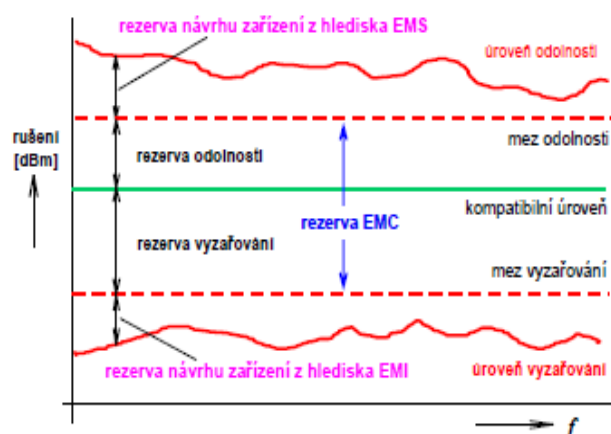 rezerva návrhu zařízení z hlediska EMS
úroveň odolnosti
rušení
[dBm]
mez odolnosti
rezerva odolnosti
kompatibilní úroveň
rezerva EMC
rezerva vyzařování
mez vyzařování
rezerva návrhu zařízení z hlediska EMI
úroveň vyzařování
f